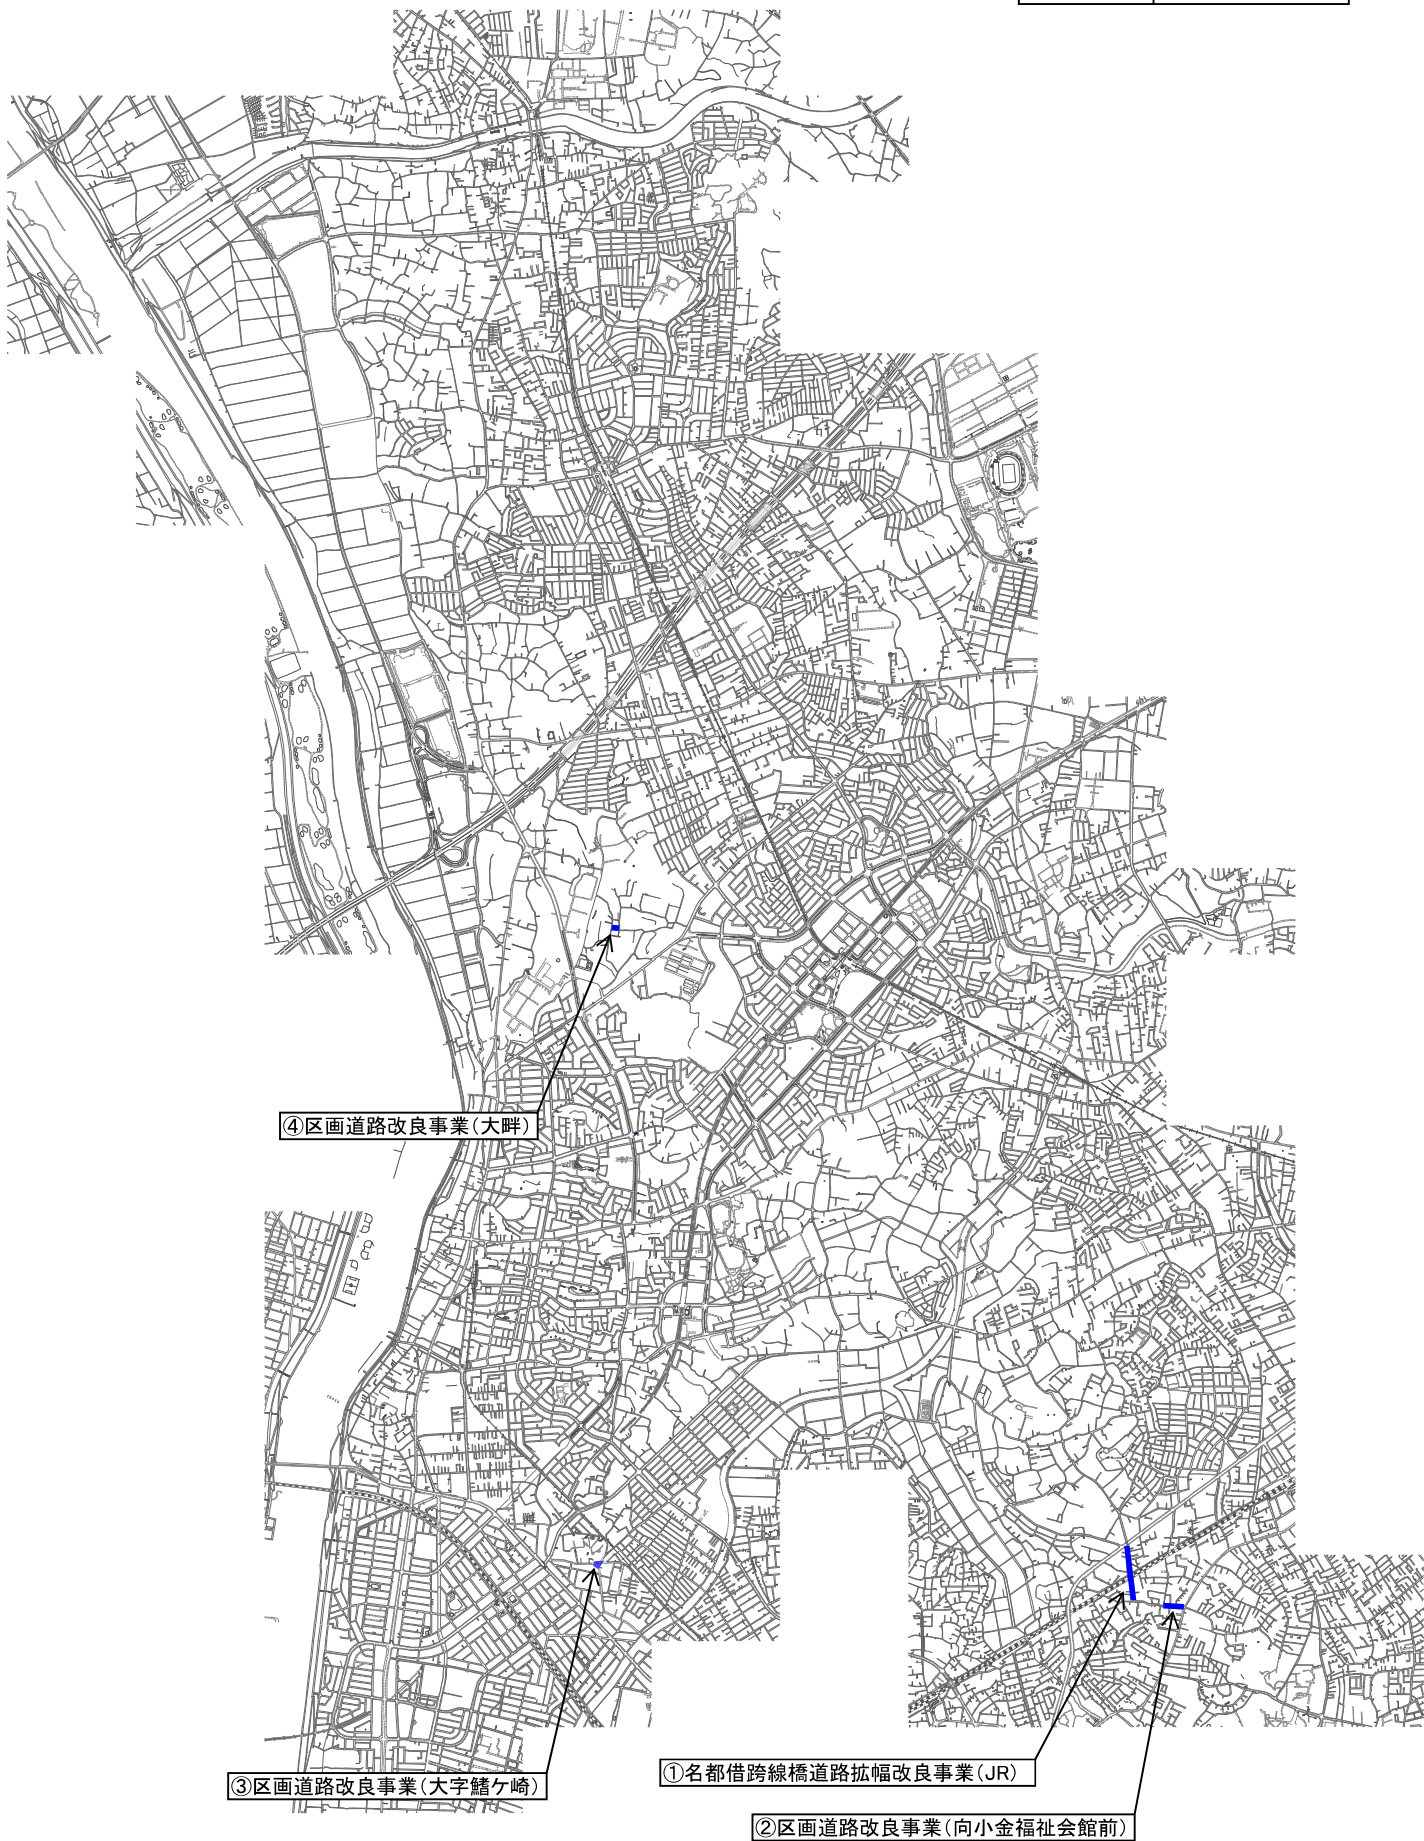 ④区画道路改良事業(大畔)
③区画道路改良事業(大字鰭ケ崎)
①名都借跨線橋道路拡幅改良事業(JR)
②区画道路改良事業(向小金福祉会館前)